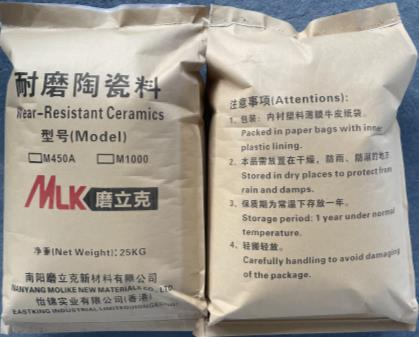 耐磨陶瓷料
Wear-Resistant Ceramics
型号(Model)
M450A M1000
MLK 磨立克
净重(Net Weight): 25KG
南阳磨立克新材料有限公司
NANYANG MOLIKE NEW MATERIALS CO., LTD
怡锦实业有限公司(香港)
EASTKING INDUSTRIAL LIMITED(HONGKONG)
注意事项(Attentions):
1、包装: 内衬塑料薄膜牛皮纸袋。
Packed in paper bags with inner
plastic lining.
2、本品需放置在干燥、防雨、防潮的地方
Stored in dry places to protect from
rain and damps.
3、保质期为常温下存放一年。
Storage period: 1 year under normal
temperature.
4、轻搬轻放。
Carefully handling to avoid damaging
of the package.